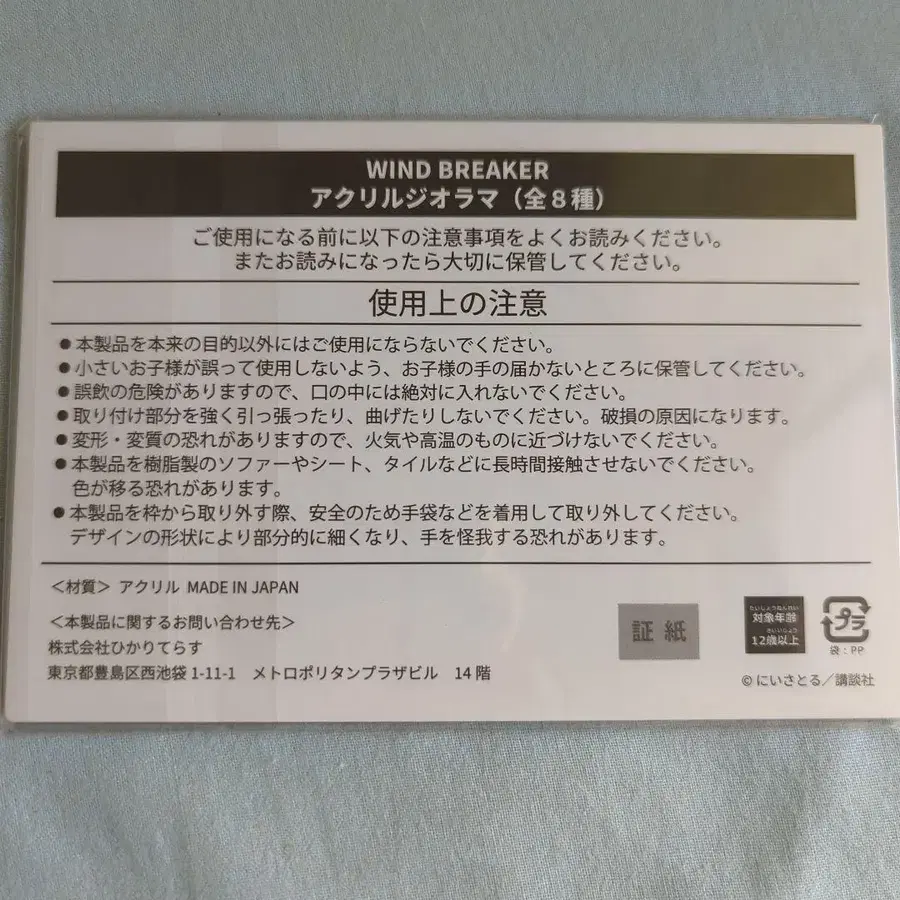 WIND BREAKER
アクリルジオラマ（全８種）
ご使用になる前に以下の注意事項をよくお読みください。
またお読みになったら大切に保管してください。
使用上の注意
●本製品を本来の目的以外にはご使用にならないでください。
●小さいお子様が誤って使用しないよう、お子様の手の届かないところに保管してください。
●誤飲の危険がありますので、口の中には絶対に入れないでください。
●取り付け部分を強く引っ張ったり、曲げたりしないでください。破損の原因になります。
●変形・変質の恐れがありますので、火気や高温のものに近づけないでください。
●本製品を樹脂製のソファーやシート、タイルなどに長時間接触させないでください。
色が移る恐れがあります。
●本製品を枠から取り外す際、安全のため手袋などを着用して取り外してください。
デザインの形状により部分的に細くなり、手を怪我する恐れがあります。
＜材質＞ アクリル MADE IN JAPAN
＜本製品に関するお問い合わせ先＞
株式会社ひかりてらす
東京都豊島区西池袋 1-11-1　メトロポリタンプラザビル　14 階
証 紙
たいしょうねんれい
対象年齢
さいいじょう
12歳以上
プラ
袋：PP
© にいさとる／講談社